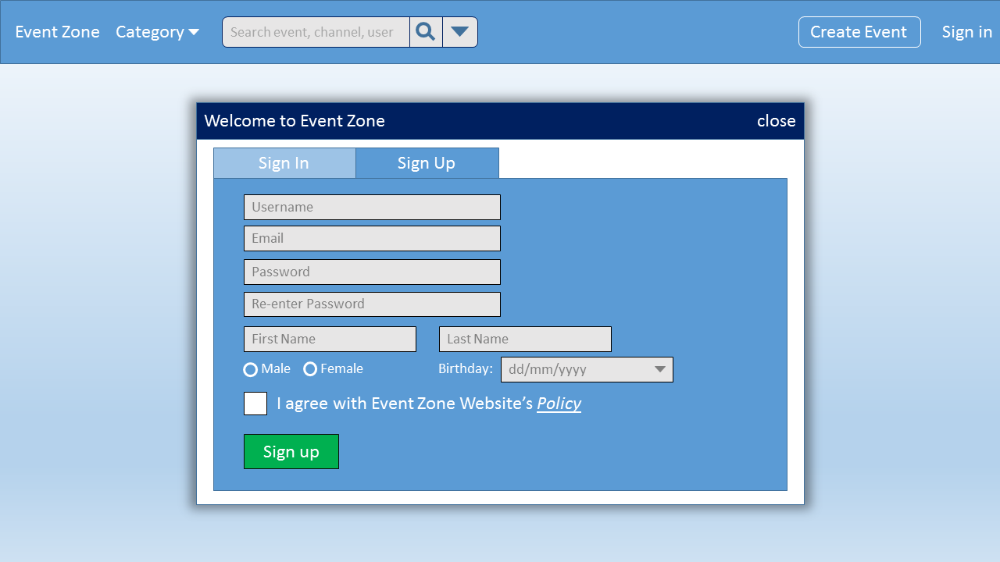 Event Zone Category Search event, channel, user Create Event Sign in
Welcome to Event Zone close
Sign In Sign Up
Username
Email
Password
Re-enter Password
First Name Last Name
Male Female Birthday: dd/mm/yyyy
I agree with Event Zone Website’s Policy
Sign up